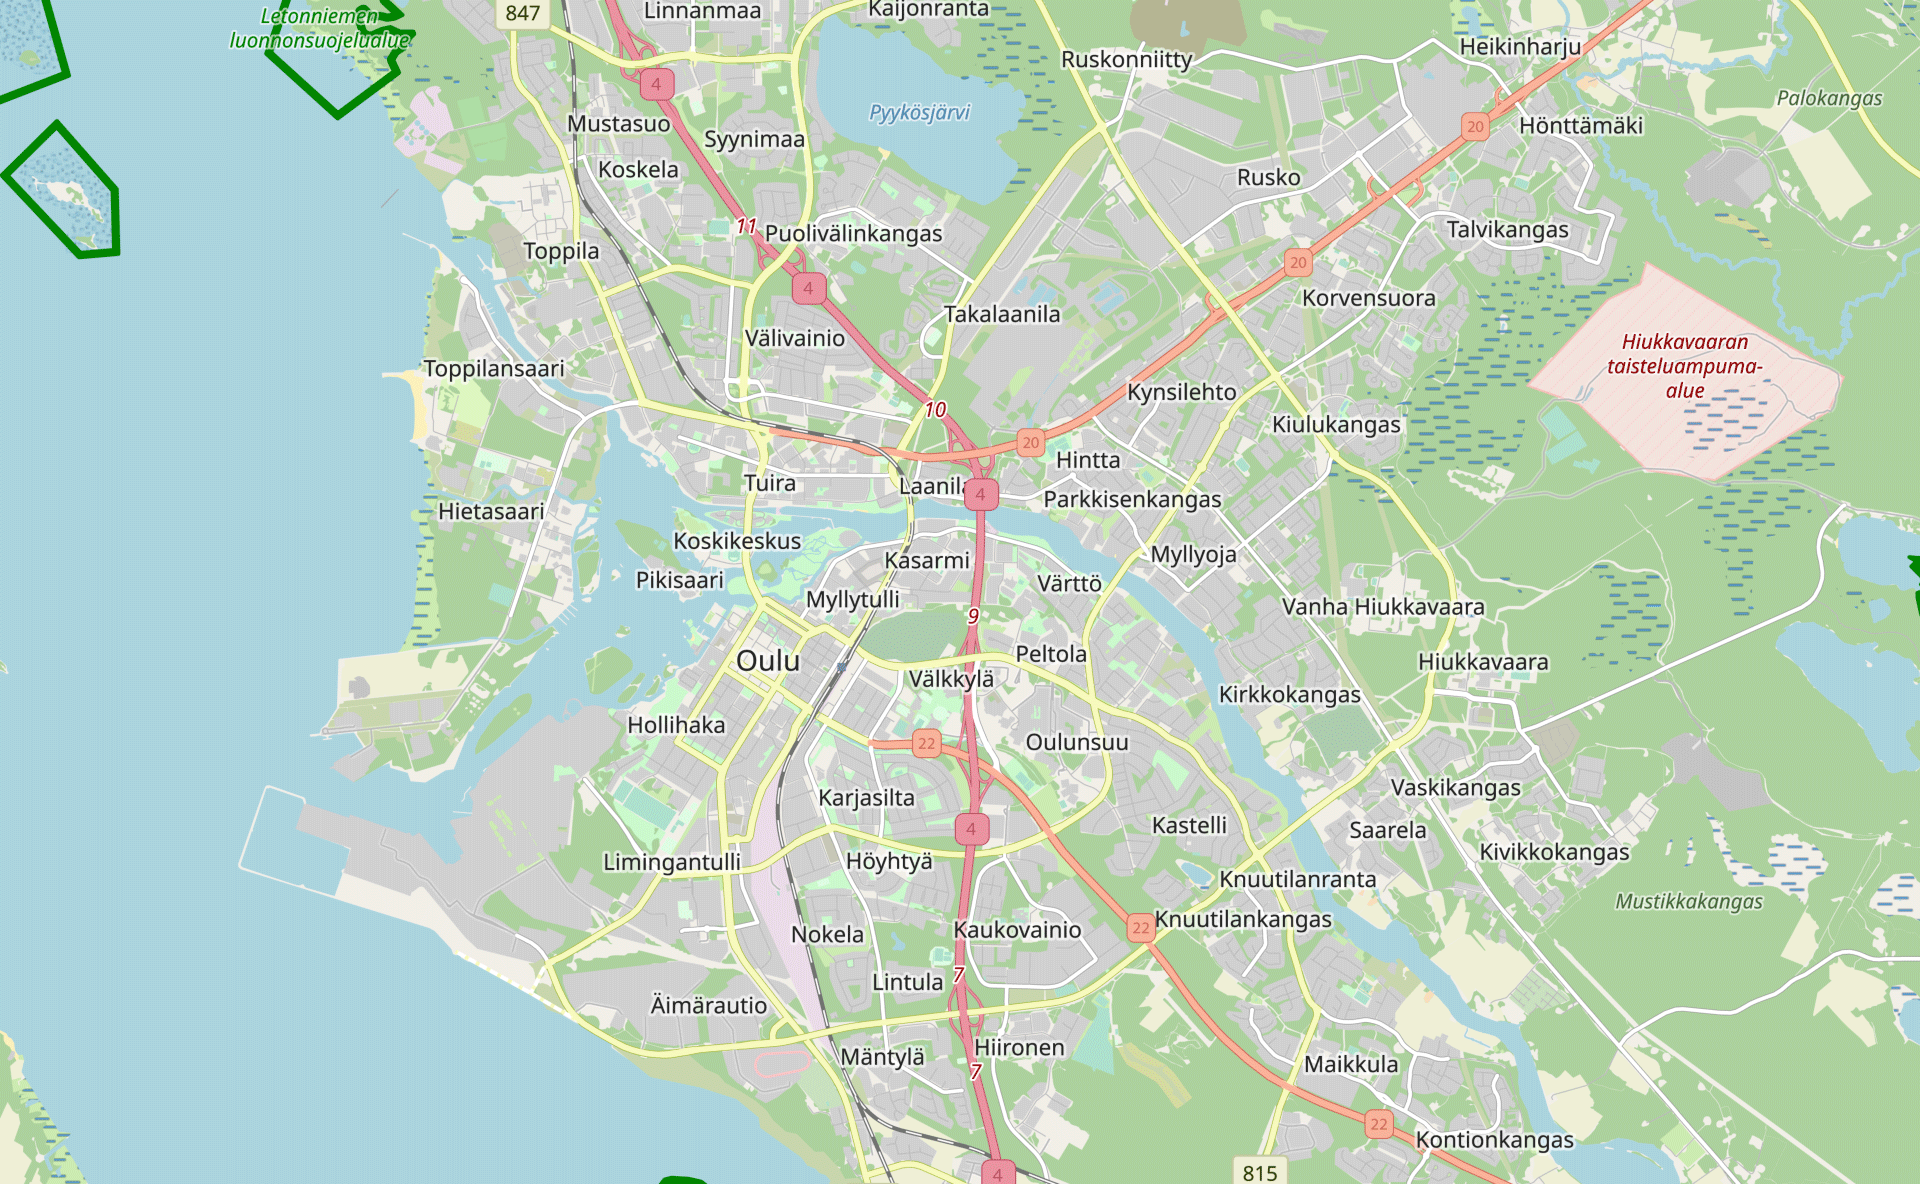 Letonniemen
luonnonsuojelualue
847
Linnanmaa
Kaijonranta
Ruskonniitty
Heikinharju
4
Pyykösjärvi
Palokangas
Mustasuo
Syynimaa
20
Hönttämäki
Koskela
Rusko
11
Puolivälinkangas
Talvikangas
Toppila
20
4
Takalaanila
Korvensuora
Välivainio
Hiukkavaaran
taisteluampuma-
alue
Toppilansaari
Kynsilehto
10
Kiulukangas
20
Hintta
Tuira
Laanila
4
Parkkisenkangas
Hietasaari
Koskikeskus
Kasarmi
Myllyoja
Pikisaari
Värttö
Myllytulli
Vanha Hiukkavaara
9
Oulu
Peltola
Hiukkavaara
Välkkylä
Kirkkokangas
Hollihaka
22
Oulunsuu
Vaskikangas
Karjasilta
4
Kastelli
Saarela
Limingantulli
Höyhtyä
Kivikkokangas
Knuutilanranta
Mustikkakangas
Nokela
Kaukovainio
22
Knuutilankangas
7
Lintula
Äimärautio
Mäntylä
Hiironen
7
Maikkula
22
Kontionkangas
4
815